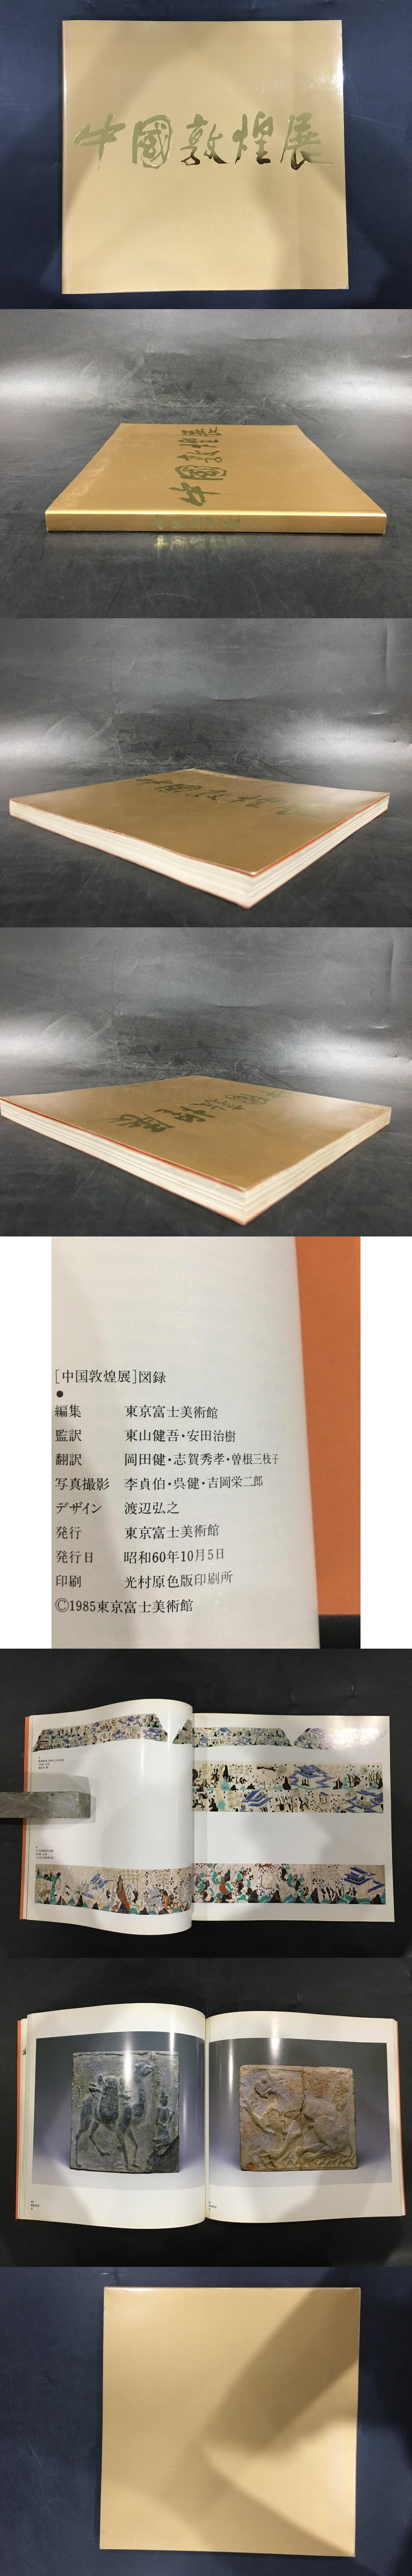 中國敦煌展
中國敦煌展
中國敦煌展
[中国敦煌展]図録
●
編集 東京富士美術館
監訳 東山健吾・安田治樹
翻訳 岡田健・志賀秀孝・曽根三枝子
写真撮影 李貞伯・呉健・吉岡栄二郎
デザイン 渡辺弘之
発行 東京富士美術館
発行日 昭和60年10月5日
印刷 光村原色版印刷所
©1985東京富士美術館